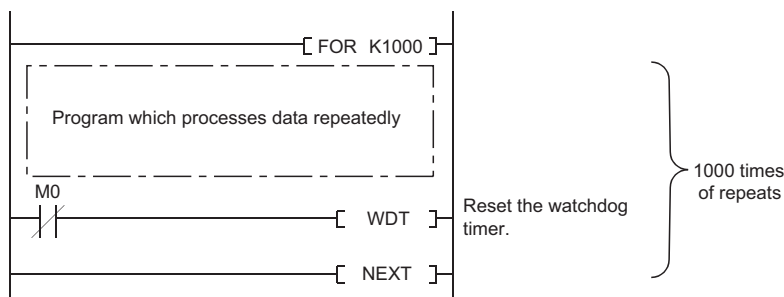 FOR K1000
Program which processes data repeatedly
M0
WDT
Reset the watchdog
timer.
NEXT
1000 times
of repeats